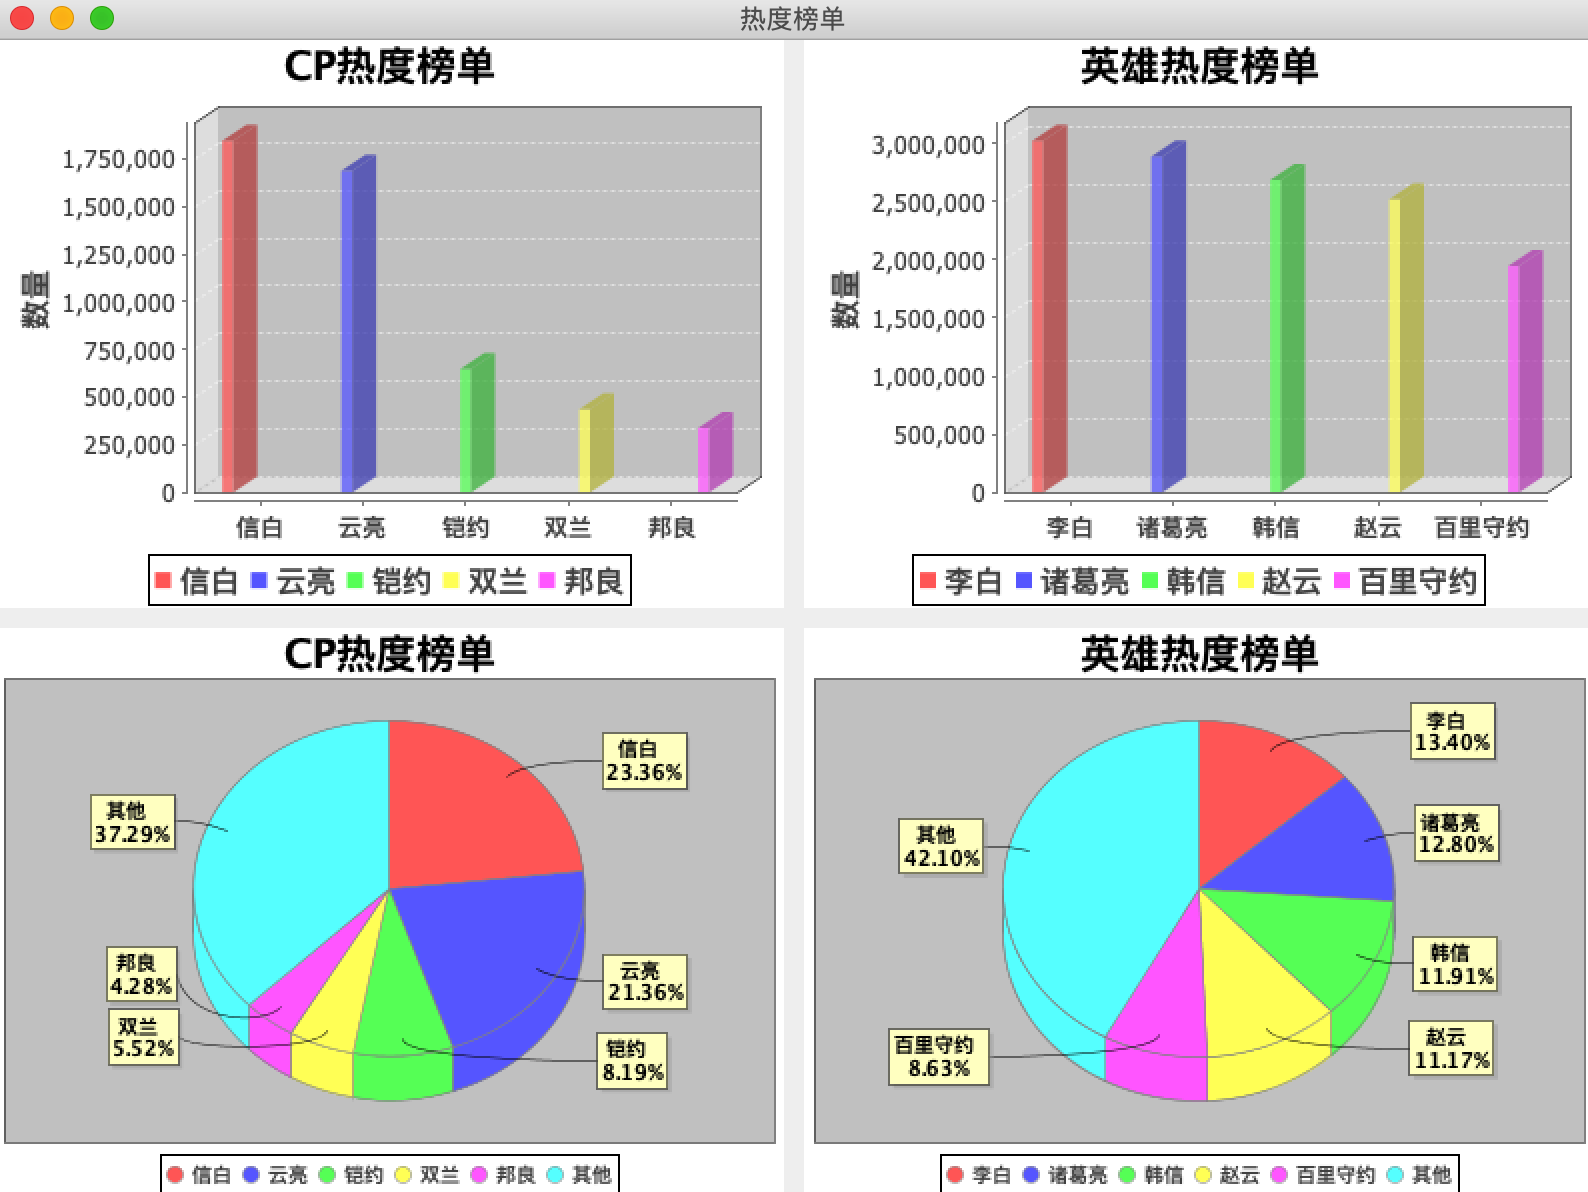 热度榜单
CP热度榜单
数量
1,750,000
1,500,000
1,250,000
1,000,000
750,000
500,000
250,000
0
信白 云亮 铠约 双兰 邦良
信白 云亮 铠约 双兰 邦良
英雄热度榜单
数量
3,000,000
2,500,000
2,000,000
1,500,000
1,000,000
500,000
0
李白 诸葛亮 韩信 赵云 百里守约
李白 诸葛亮 韩信 赵云 百里守约
CP热度榜单
信白
23.36%
其他
37.29%
邦良
4.28%
云亮
21.36%
双兰
5.52%
铠约
8.19%
信白 云亮 铠约 双兰 邦良 其他
英雄热度榜单
李白
13.40%
诸葛亮
12.80%
其他
42.10%
韩信
11.91%
赵云
11.17%
百里守约
8.63%
李白 诸葛亮 韩信 赵云 百里守约 其他